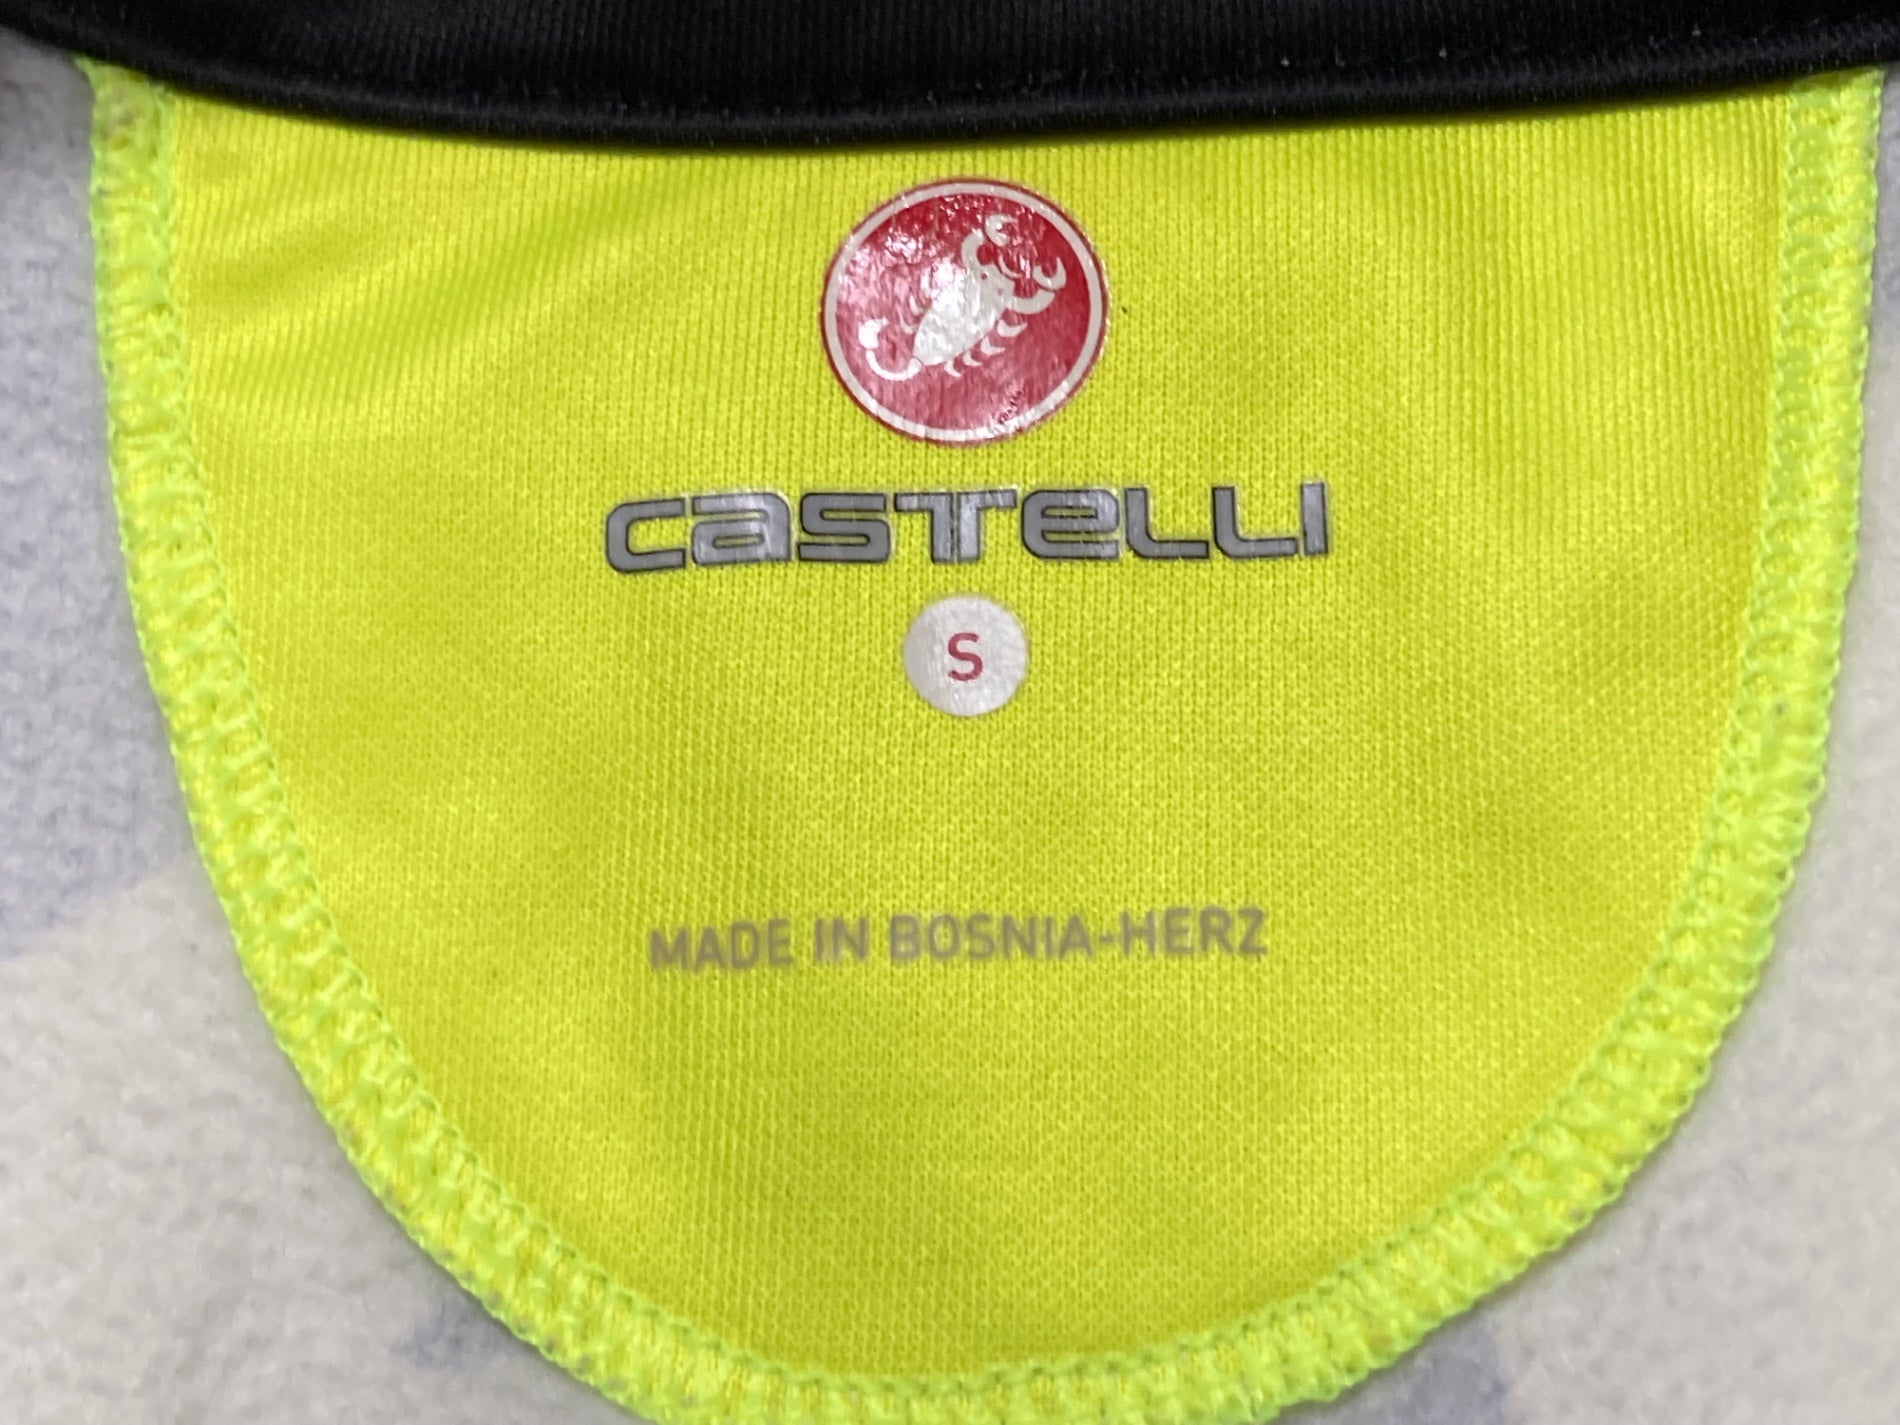 castelli
S
MADE IN BOSNIA-HERZ